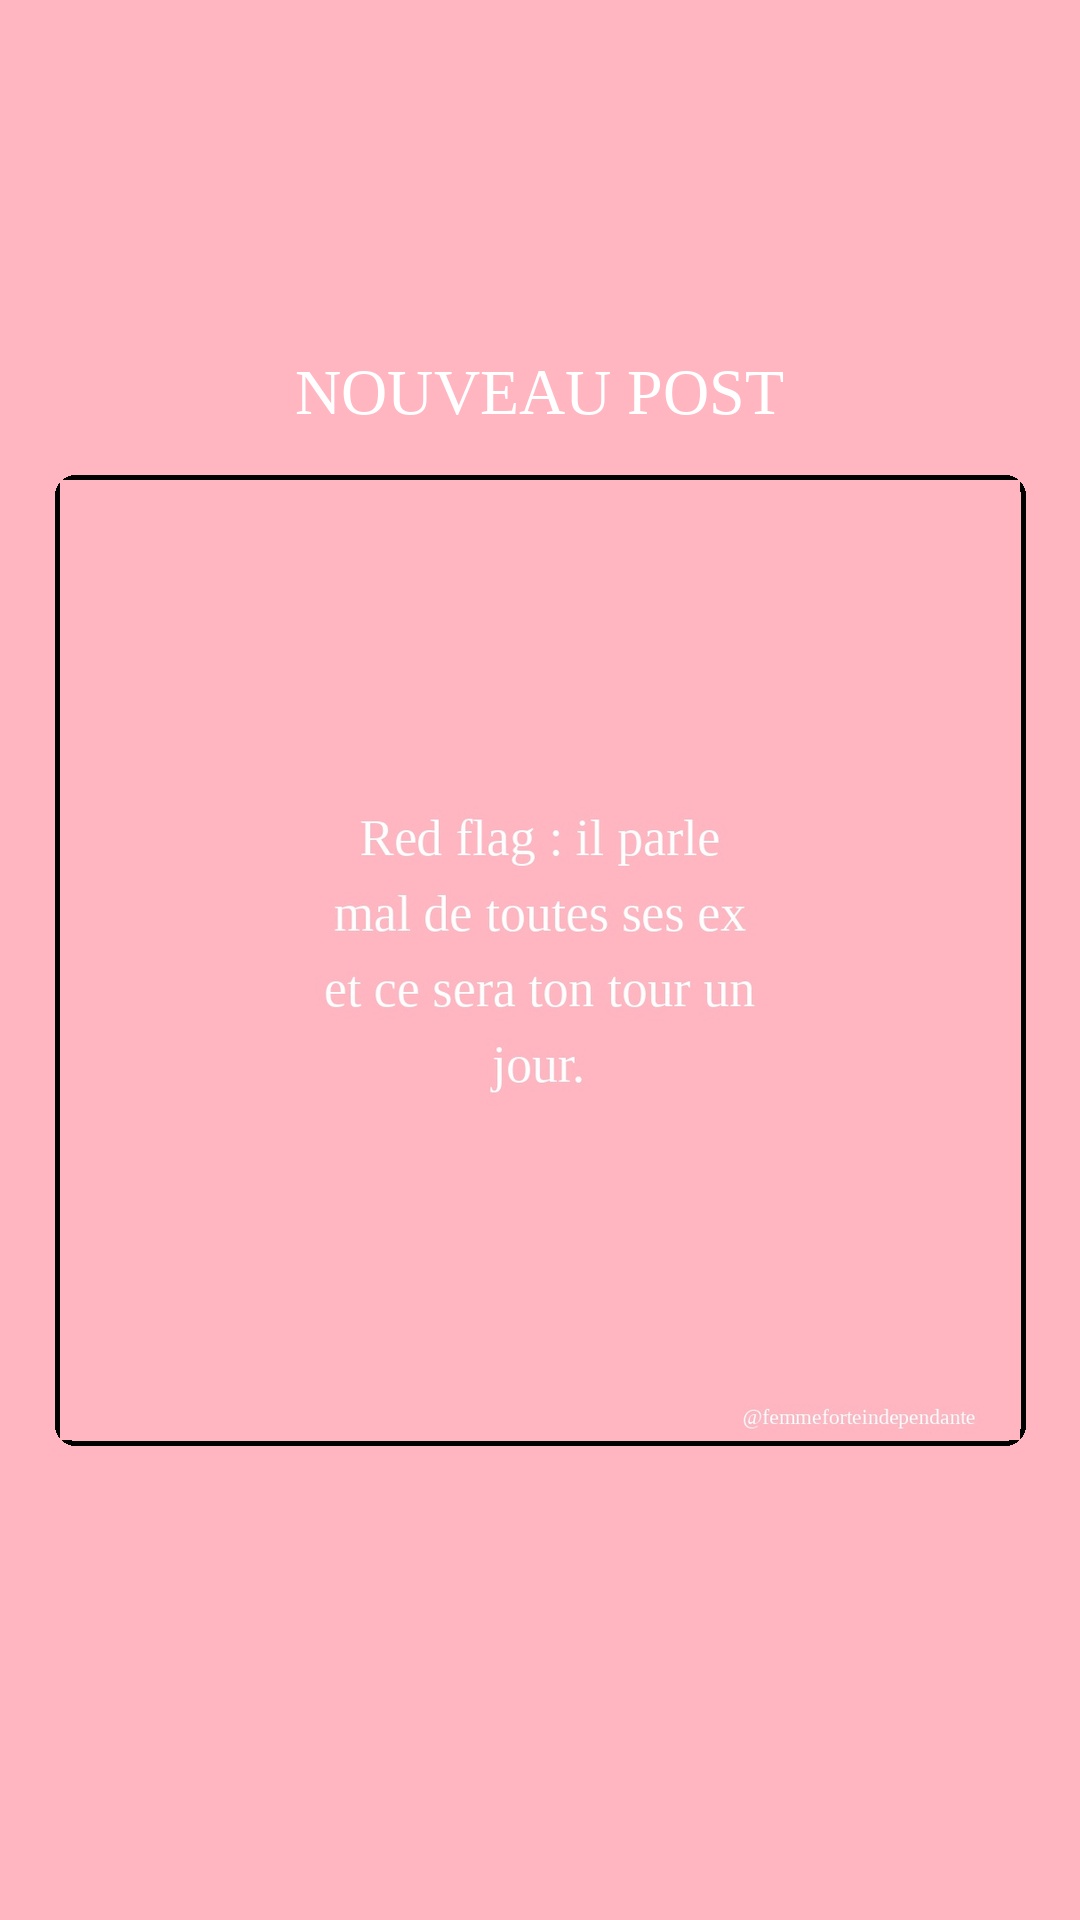 NOUVEAU POST
Red flag : il parle
mal de toutes ses ex
et ce sera ton tour un
jour.
@femmeforteindependante